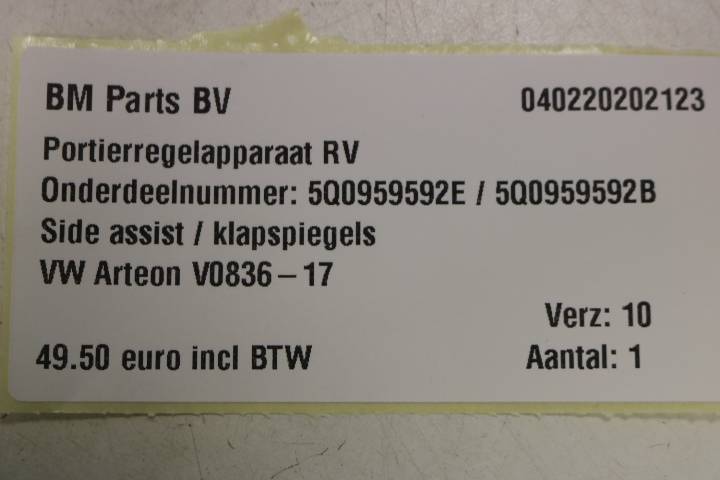 BM Parts BV 040220202123
Portierregelapparaat RV
Onderdeelnummer: 5Q0959592E / 5Q0959592B
Side assist / klapspiegels
VW Arteon V0836 – 17
Verz: 10
49.50 euro incl BTW Aantal: 1